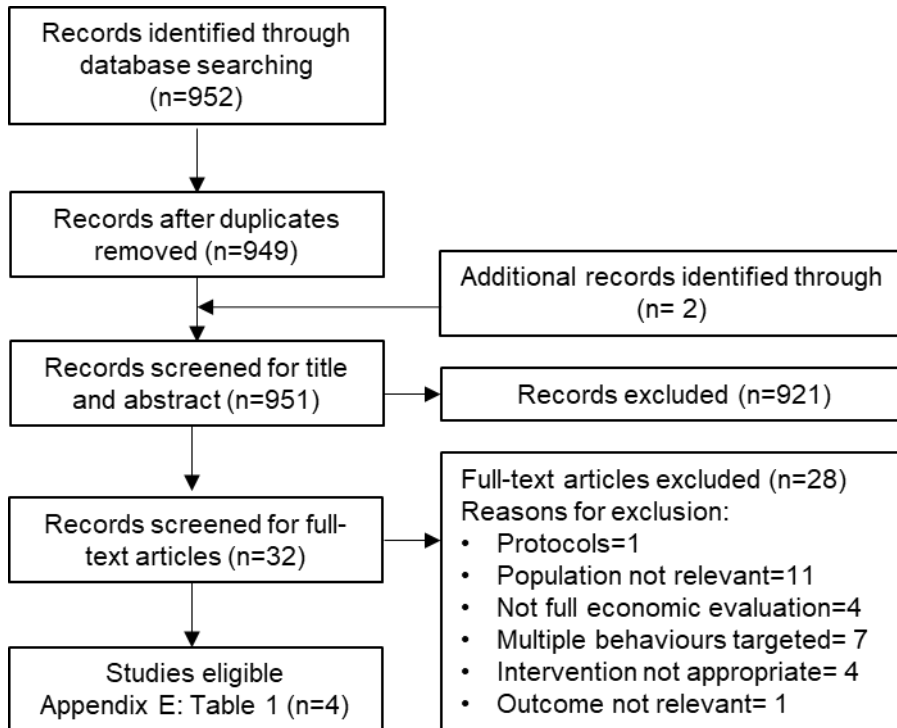 Records identified through
database searching
(n=952)
Records after duplicates
removed (n=949)
Additional records identified through
(n= 2)
Records screened for title
and abstract (n=951)
Records excluded (n=921)
Records screened for full-
text articles (n=32)
Full-text articles excluded (n=28)
Reasons for exclusion:
• Protocols=1
• Population not relevant=11
• Not full economic evaluation=4
• Multiple behaviours targeted= 7
• Intervention not appropriate= 4
• Outcome not relevant= 1
Studies eligible
Appendix E: Table 1 (n=4)